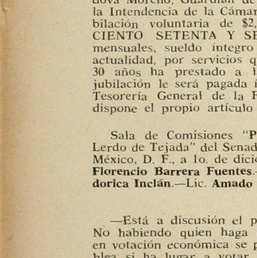 dova Moreno, Guardián de
la Intendencia de la Cámar
bilación voluntaria de $2,
CIENTO SETENTA Y SE
mensuales, sueldo íntegro
actualidad, por servicios q
30 años ha prestado a l
jubilación le será pagada í
Tesorería General de la F
dispone el propio artículo
Sala de Comisiones "P
Lerdo de Tejada" del Senad
México, D. F., a 1o. de dici
Florencio Barrera Fuentes.
dorica Inclán.—Lic. Amado
—Está a discusión el p
No habiendo quien haga
en votación económica se p
blea si ha lugar a votar